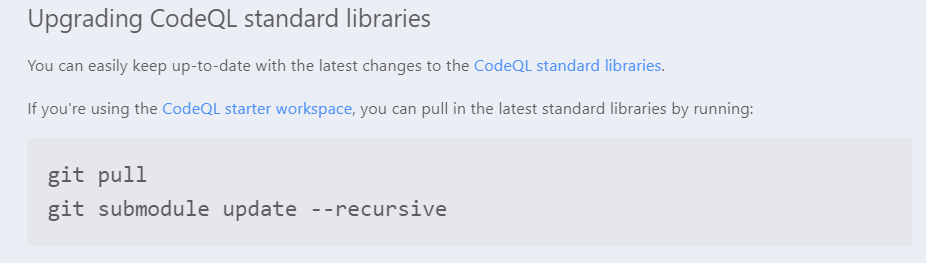 Upgrading CodeQL standard libraries
You can easily keep up-to-date with the latest changes to the CodeQL standard libraries.
If you're using the CodeQL starter workspace, you can pull in the latest standard libraries by running:
git pull
git submodule update --recursive